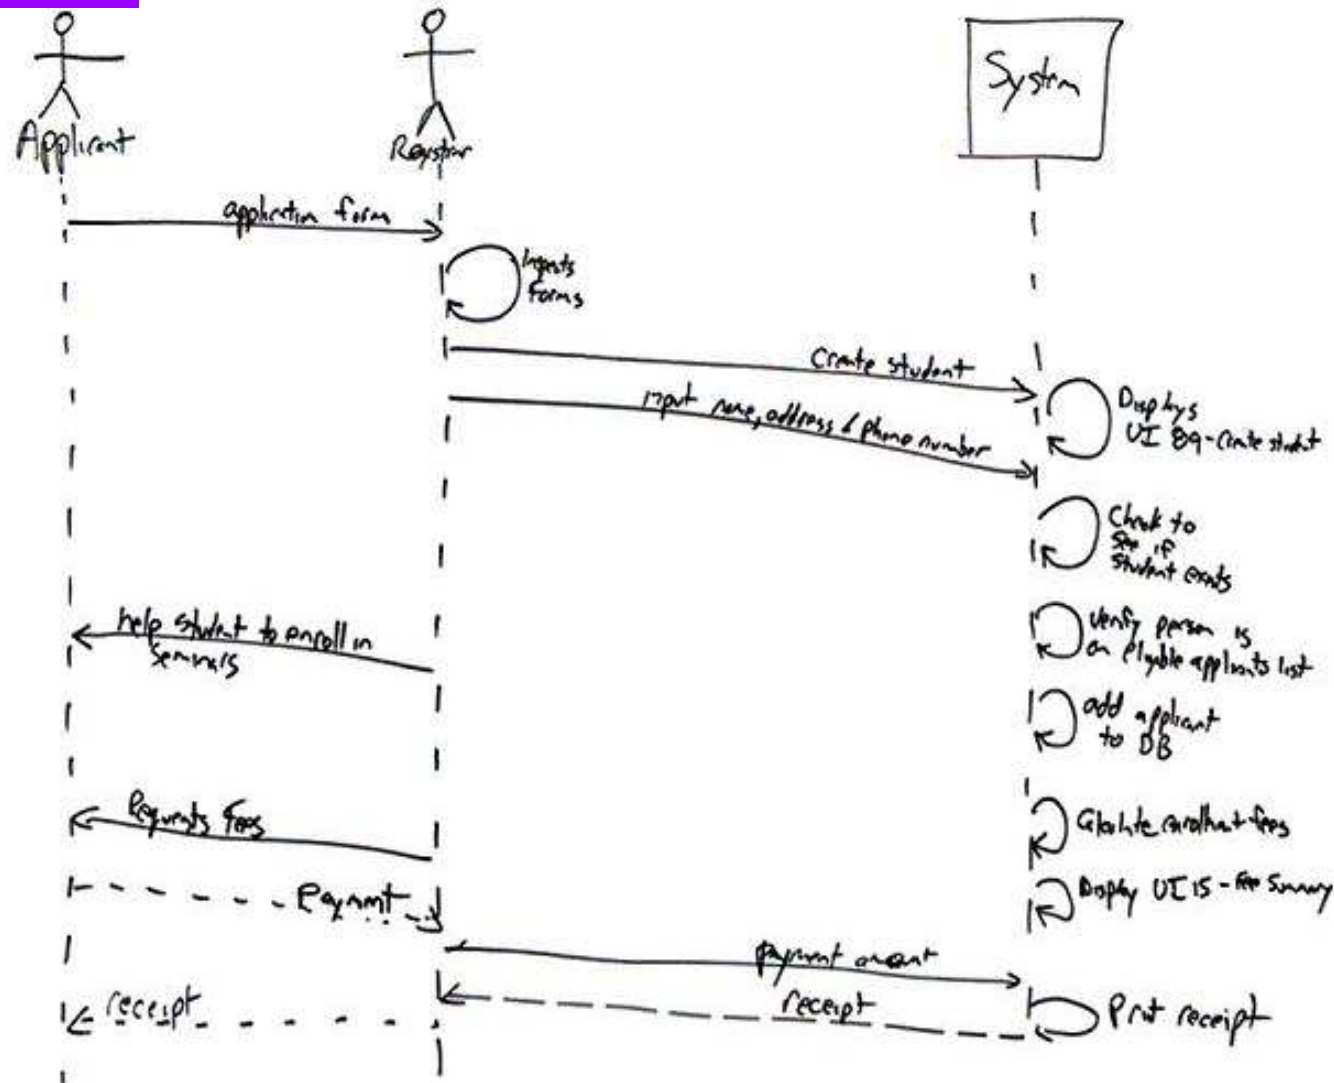 System
Applicant
Registrar
application form
Inspects
forms
Create student
input name, address & phone number
Displays
UI 89-Create student
Check to
see if
student exists
help student to enroll in
seminars
Verify person is
on eligible applicants list
add applicant
to DB
Requests fees
Calculate enrollment fees
Payment
Display UI 15 - Fee Summary
payment amount
receipt
receipt
Print receipt